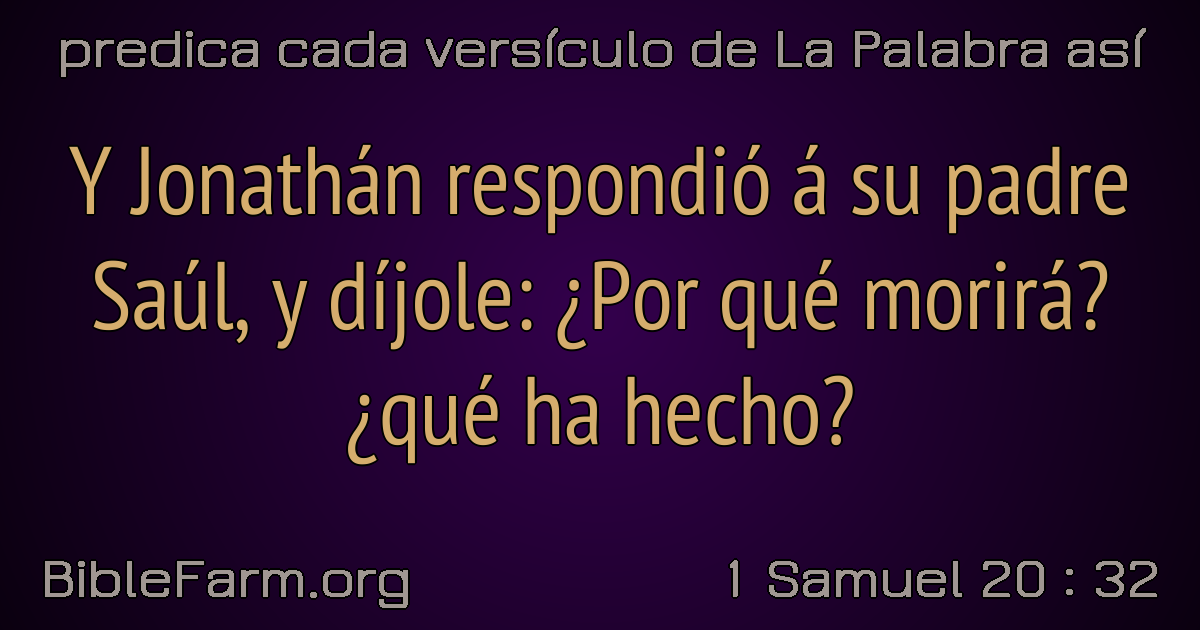 predica cada versículo de La Palabra así
Y Jonathán respondió á su padre
Saúl, y díjole: ¿Por qué morirá?
¿qué ha hecho?
BibleFarm.org
1 Samuel 20 : 32